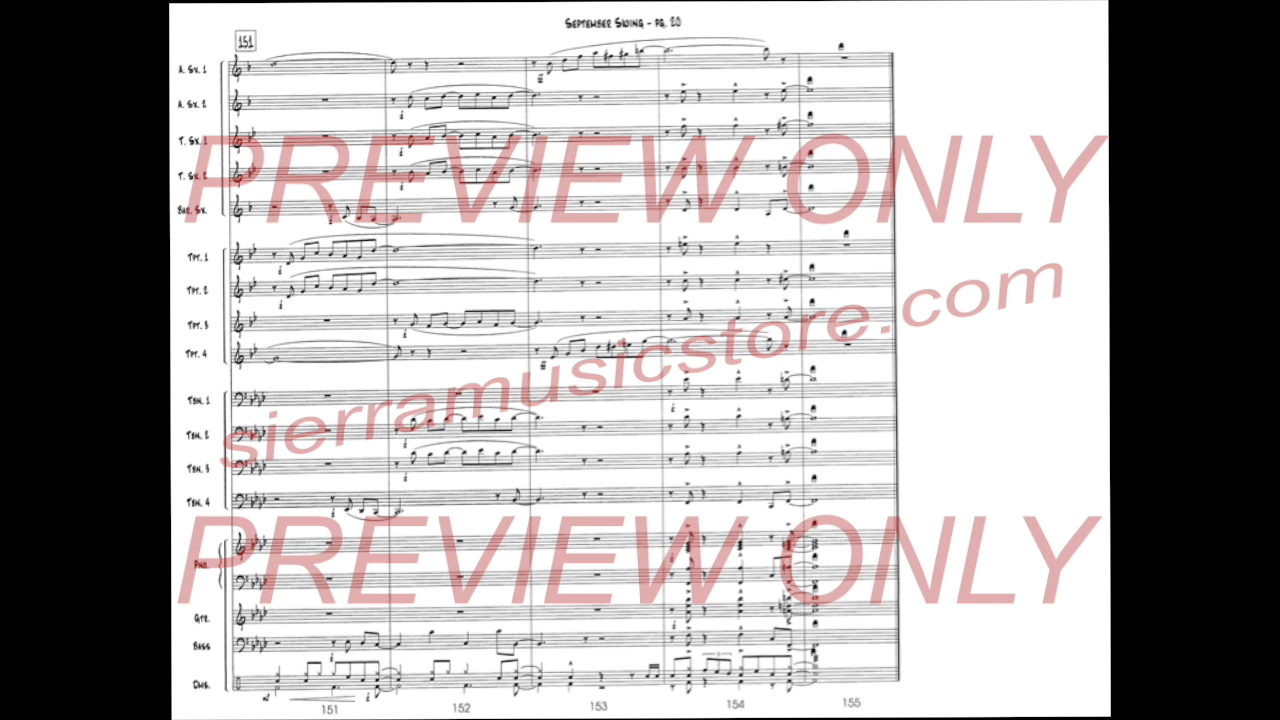 September Swing - pg. 20
151
A. Sx. 1
A. Sx. 2
T. Sx. 1
T. Sx. 2
Bar. Sx.
Tpt. 1
Tpt. 2
Tpt. 3
Tpt. 4
Tbn. 1
Tbn. 2
Tbn. 3
Tbn. 4
Pno.
Gtr.
Bass
Dms.
151 152 153 154 155
PREVIEW ONLY
sierramusicstore.com
PREVIEW ONLY